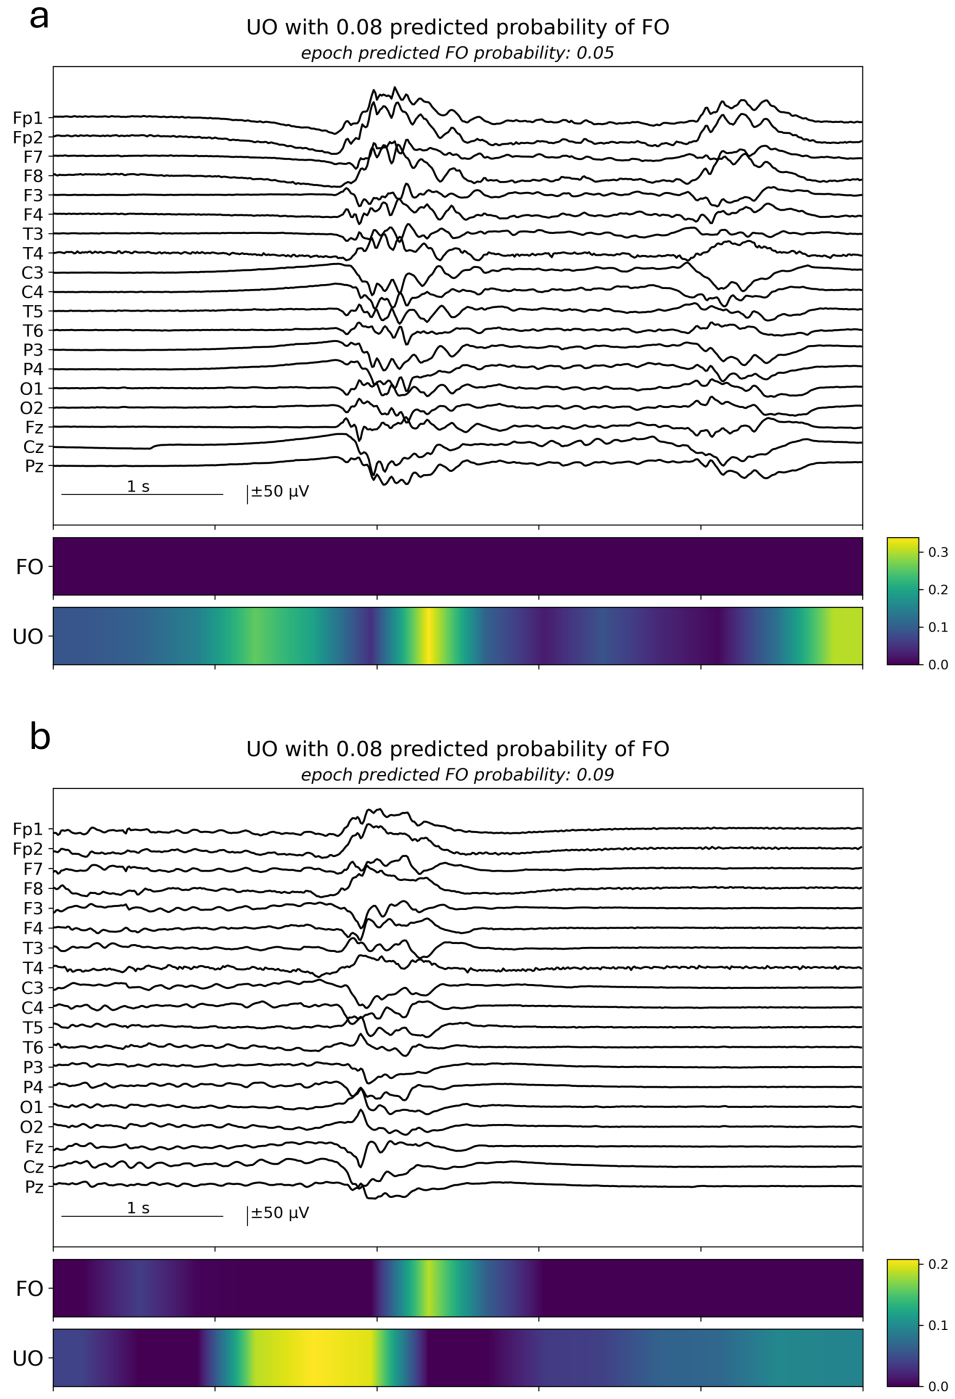 a
UO with 0.08 predicted probability of FO
epoch predicted FO probability: 0.05
Fp1
Fp2
F7
F8
F3
F4
T3
T4
C3
C4
T5
T6
P3
P4
O1
O2
Fz
Cz
Pz
1 s
±50 µV
FO
UO
0.3
0.2
0.1
0.0
b
UO with 0.08 predicted probability of FO
epoch predicted FO probability: 0.09
Fp1
Fp2
F7
F8
F3
F4
T3
T4
C3
C4
T5
T6
P3
P4
O1
O2
Fz
Cz
Pz
1 s
±50 µV
FO
UO
0.2
0.1
0.0